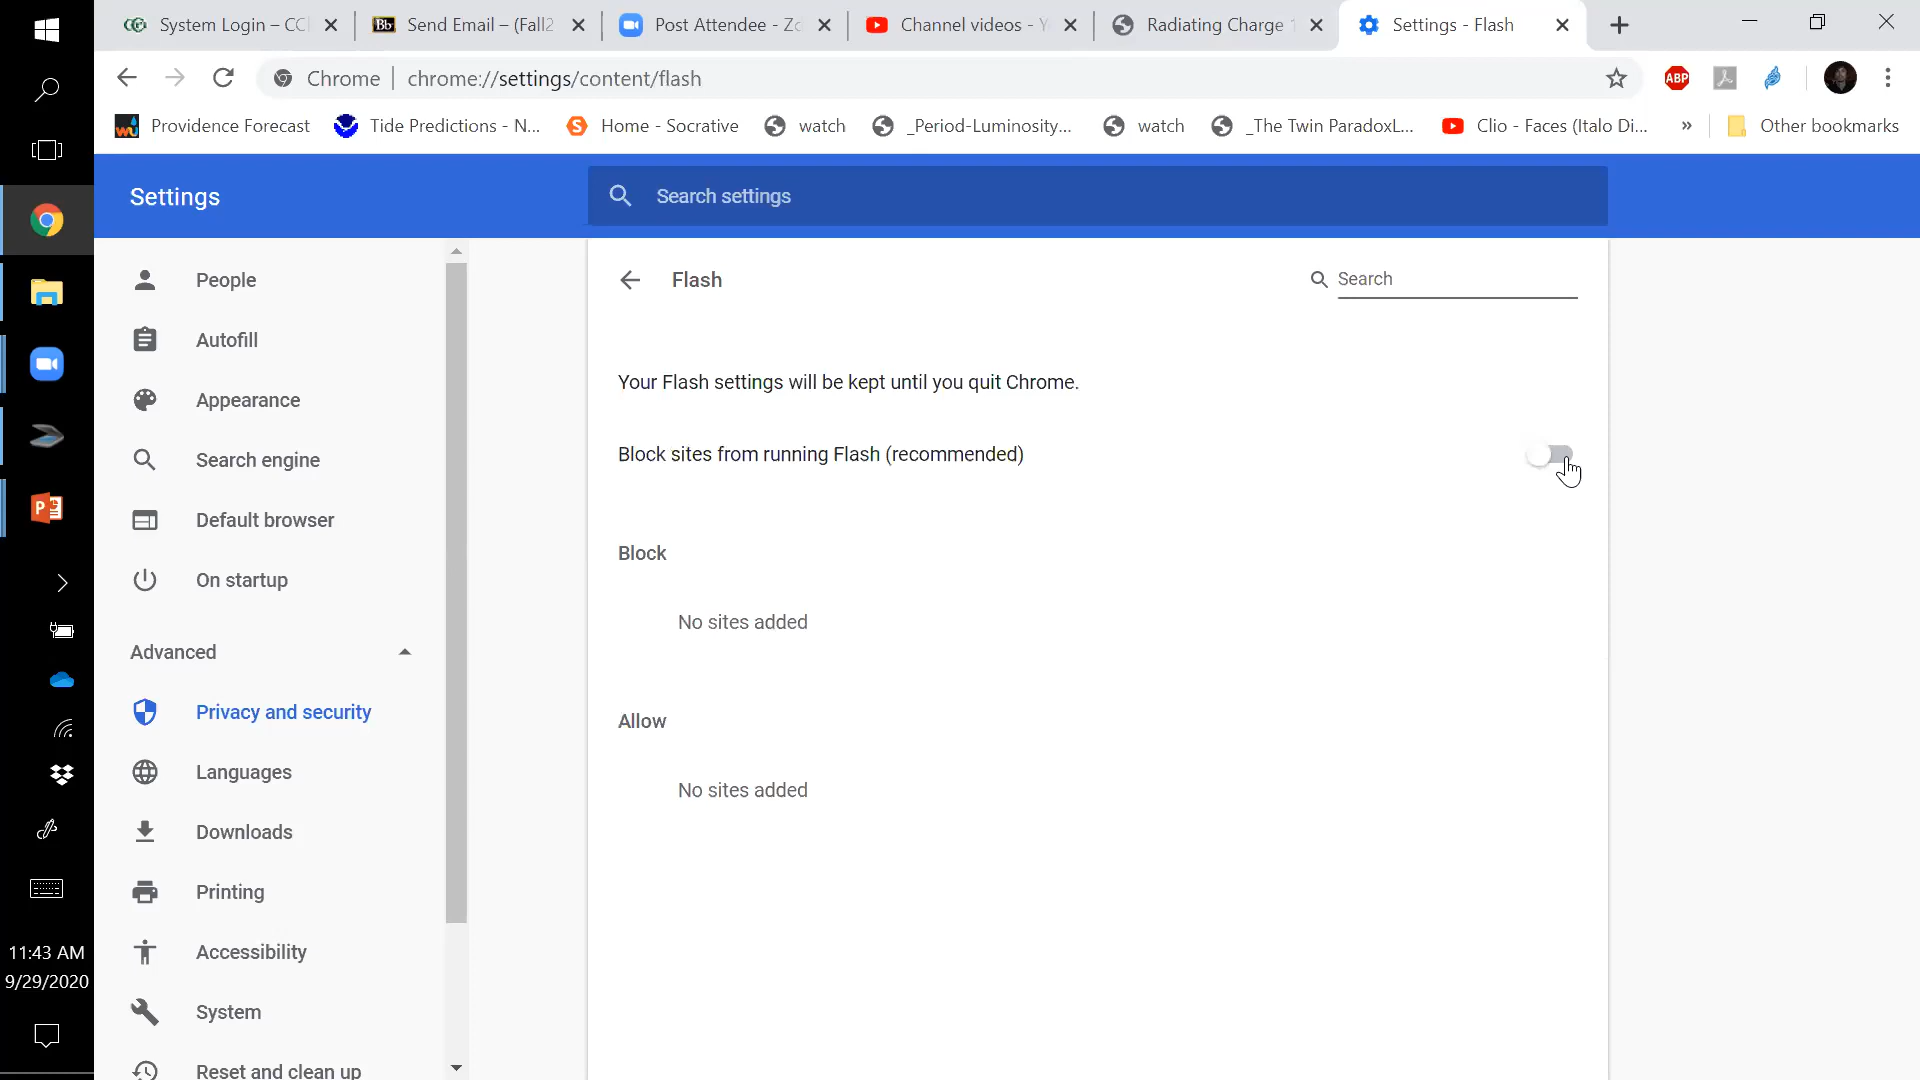 System Login – CC
Send Email – (Fall2
Post Attendee - Zo
Channel videos - Y
Radiating Charge 1
Settings - Flash
Chrome
chrome://settings/content/flash
ABP
Providence Forecast
Tide Predictions - N...
Home - Socrative
watch
_Period-Luminosity...
watch
_The Twin ParadoxL...
Clio - Faces (Italo Di...
»
Other bookmarks
Settings
Search settings
People
Autofill
Appearance
Search engine
Default browser
On startup
Advanced
Privacy and security
Languages
Downloads
Printing
Accessibility
System
Reset and clean up
Flash
Search
Your Flash settings will be kept until you quit Chrome.
Block sites from running Flash (recommended)
Block
No sites added
Allow
No sites added
11:43 AM
9/29/2020